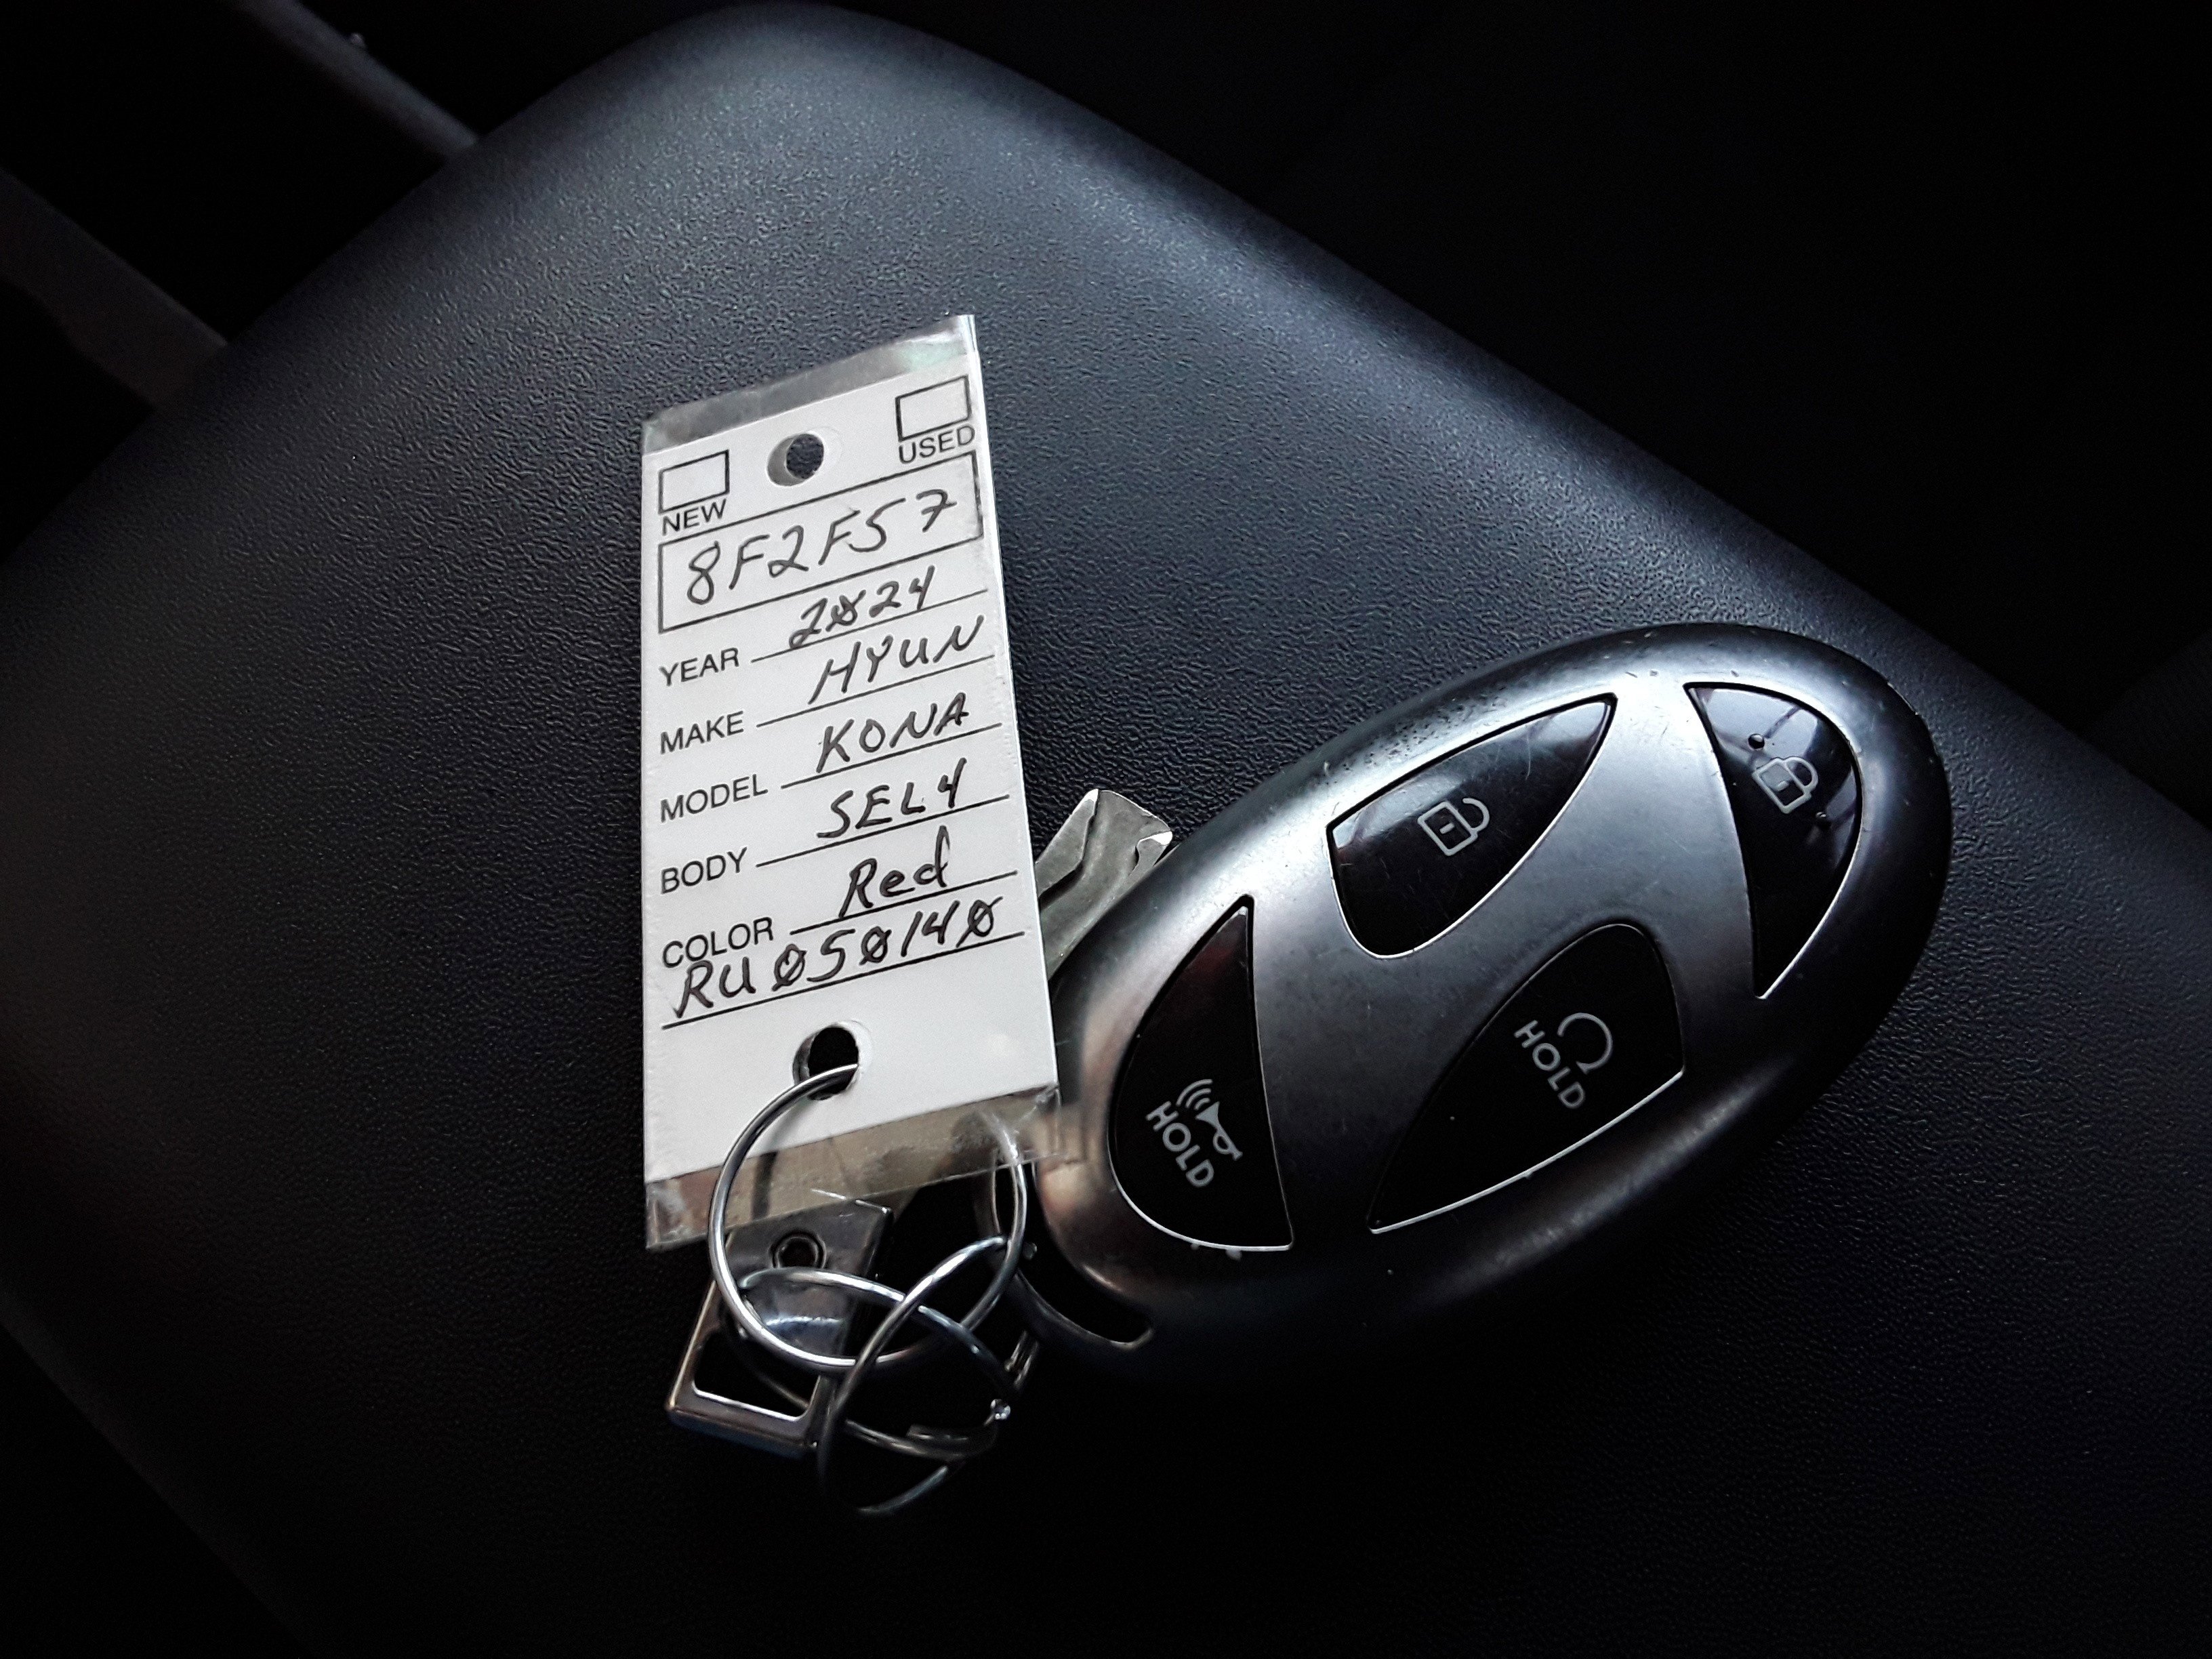 NEW USED
8F2F57
YEAR 2024
MAKE HYUN
MODEL KONA
BODY SEL4
COLOR Red
RU050140
HOLD
HOLD